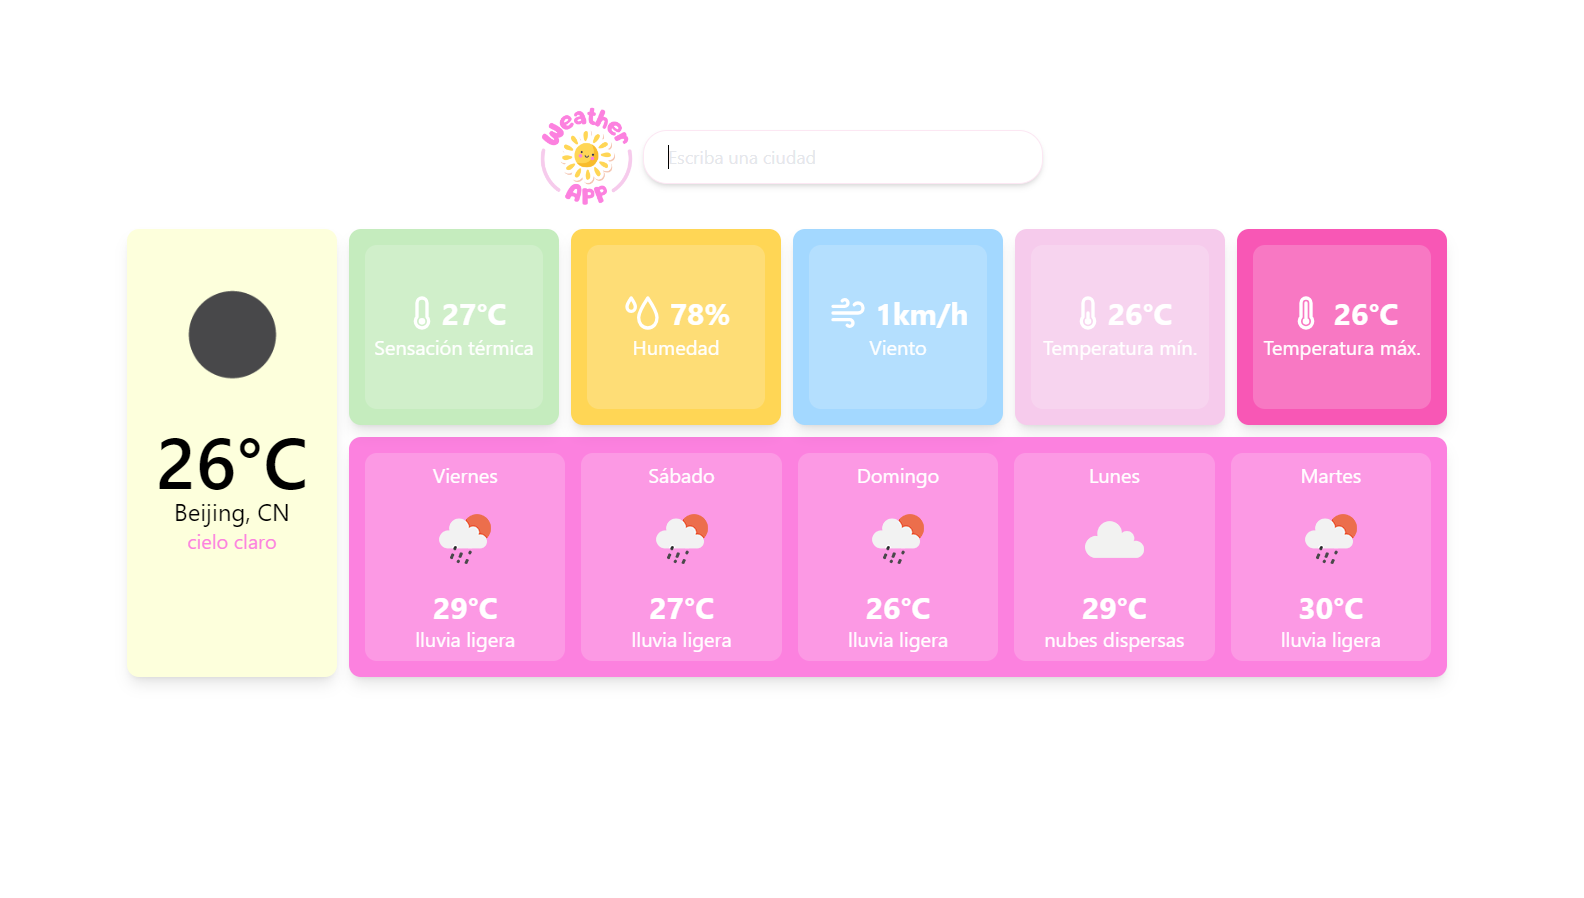 Weather
App
Escriba una ciudad
26°C
Beijing, CN
cielo claro
27°C
Sensación térmica
78%
Humedad
1km/h
Viento
26°C
Temperatura mín.
26°C
Temperatura máx.
Viernes
29°C
lluvia ligera
Sábado
27°C
lluvia ligera
Domingo
26°C
lluvia ligera
Lunes
29°C
nubes dispersas
Martes
30°C
lluvia ligera